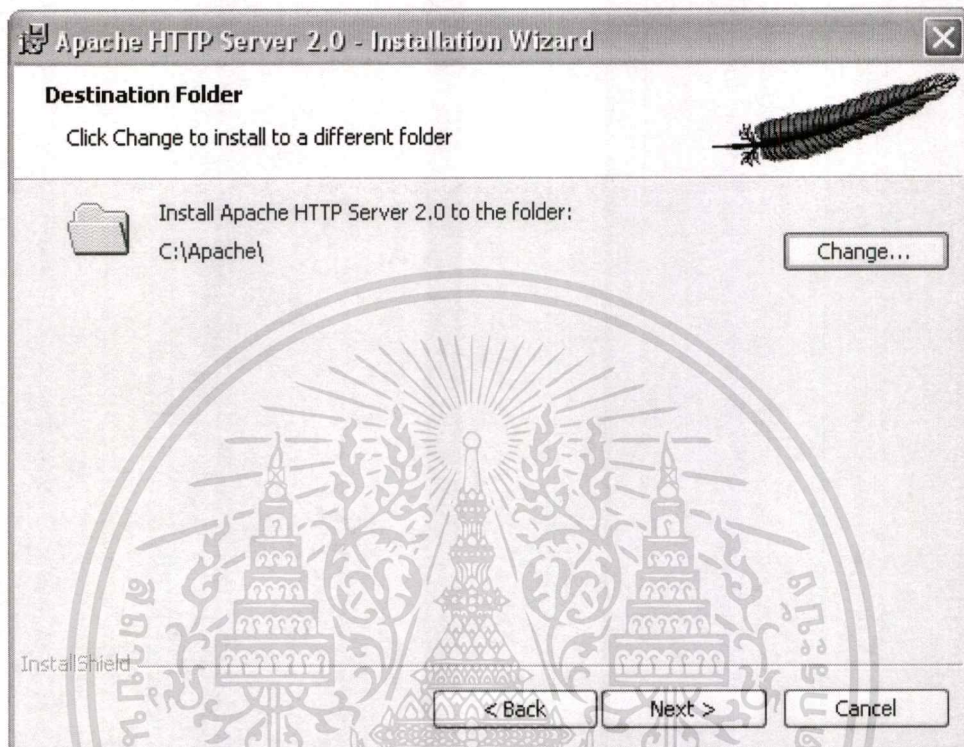 Apache HTTP Server 2.0 - Installation Wizard
Destination Folder
Click Change to install to a different folder
Install Apache HTTP Server 2.0 to the folder:
C:\Apache\
Change...
InstallShield
< Back
Next >
Cancel